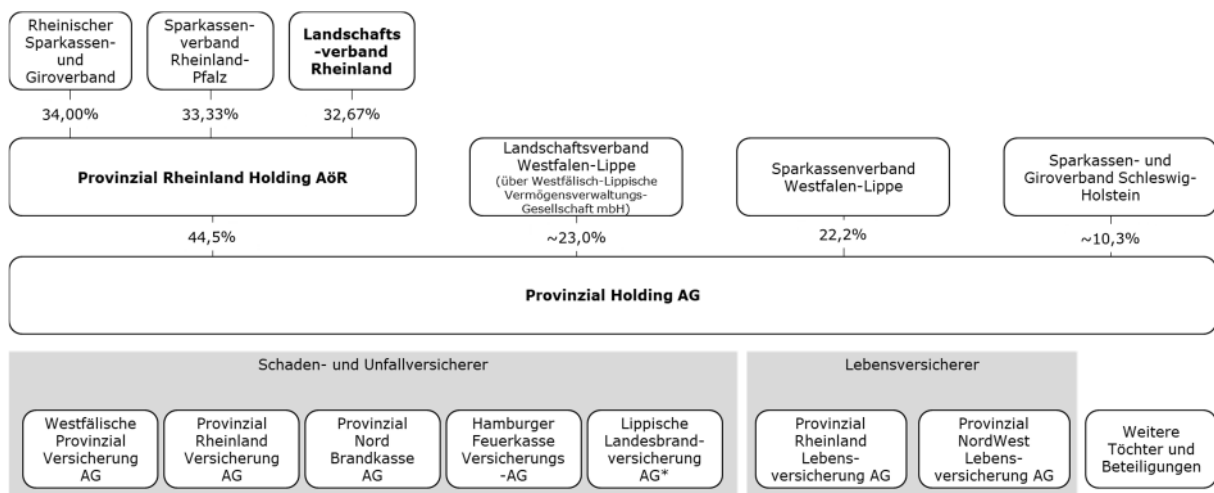 Rheinischer
Sparkassen-
und
Giroverband
Sparkassen-
verband
Rheinland-
Pfalz
Landschafts
-verband
Rheinland
34,00%
33,33%
32,67%
Provinzial Rheinland Holding AöR
Landschaftsverband
Westfalen-Lippe
(über Westfälisch-Lippische
Vermögensverwaltungs-
Gesellschaft mbH)
Sparkassenverband
Westfalen-Lippe
Sparkassen- und
Giroverband Schleswig-
Holstein
44,5%
~23,0%
22,2%
~10,3%
Provinzial Holding AG
Schaden- und Unfallversicherer
Lebensversicherer
Westfälische
Provinzial
Versicherung
AG
Provinzial
Rheinland
Versicherung
AG
Provinzial
Nord
Brandkasse
AG
Hamburger
Feuerkasse
Versicherungs
-AG
Lippische
Landesbrand-
versicherung
AG*
Provinzial
Rheinland
Lebens-
versicherung AG
Provinzial
NordWest
Lebens-
versicherung AG
Weitere
Töchter und
Beteiligungen